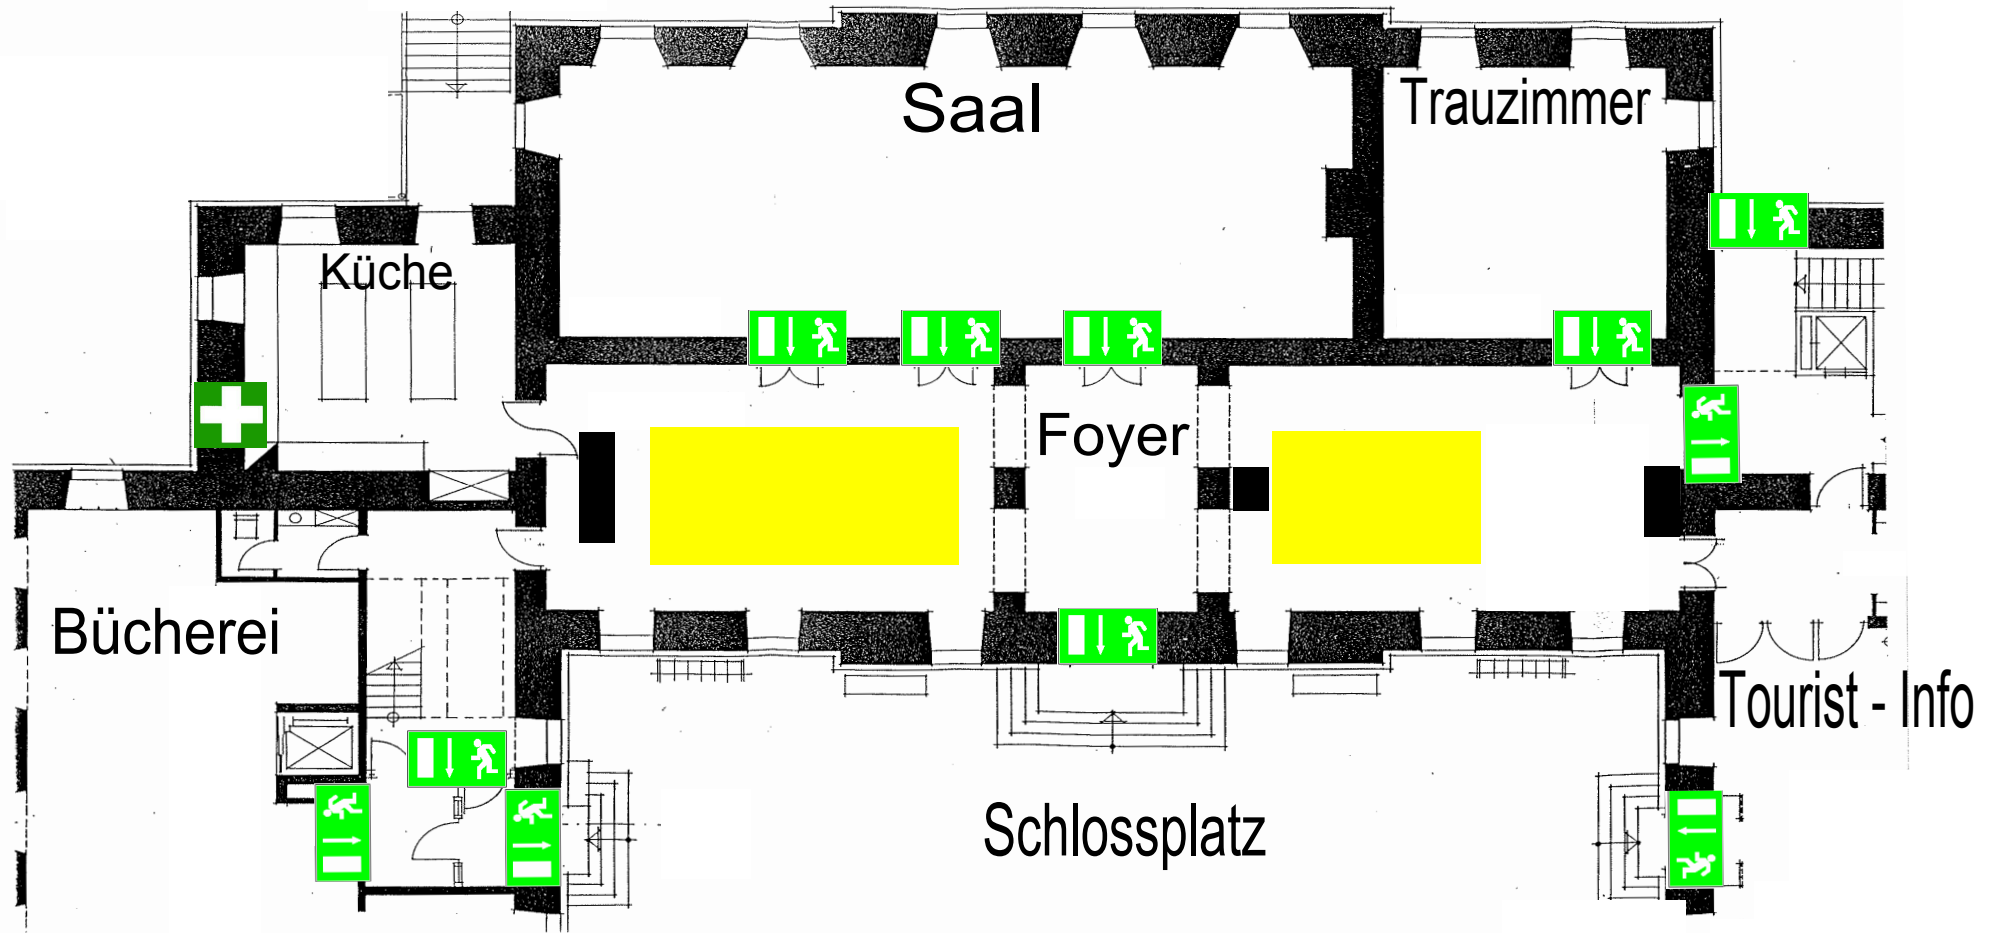 Saal
Trauzimmer
Küche
Foyer
Bücherei
Tourist - Info
Schlossplatz